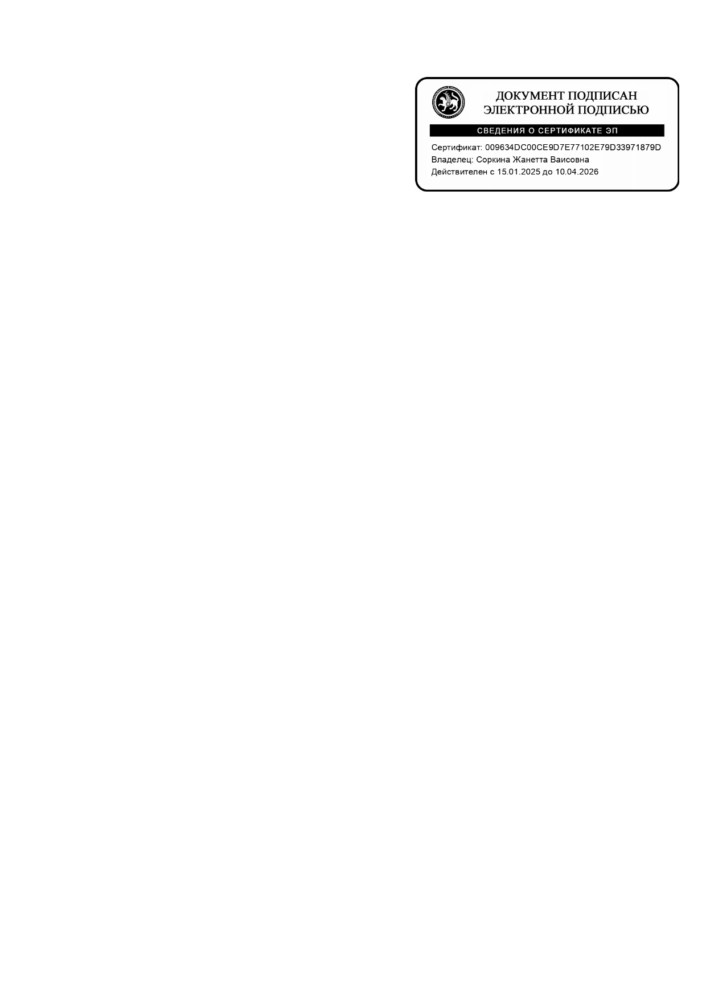 ДОКУМЕНТ ПОДПИСАН
ЭЛЕКТРОННОЙ ПОДПИСЬЮ
СВЕДЕНИЯ О СЕРТИФИКАТЕ ЭП
Сертификат: 009634DC00CE9D7E77102E79D33971879D
Владелец: Соркина Жанетта Ваисовна
Действителен с 15.01.2025 до 10.04.2026